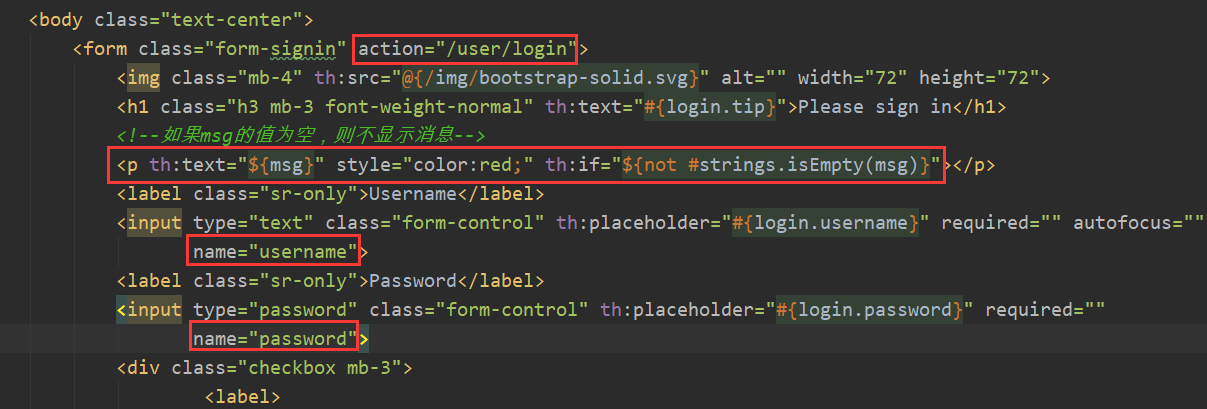 <body class="text-center">
<form class="form-signin" action="/user/login">
<img class="mb-4" th:src="@{/img/bootstrap-solid.svg}" alt="" width="72" height="72">
<h1 class="h3 mb-3 font-weight-normal" th:text="#{login.tip}">Please sign in</h1>
<!--如果msg的值为空，则不显示消息-->
<p th:text="${msg}" style="color:red;" th:if="${not #strings.isEmpty(msg)}"></p>
<label class="sr-only">Username</label>
<input type="text" class="form-control" th:placeholder="#{login.username}" required="" autofocus=""
name="username">
<label class="sr-only">Password</label>
<input type="password" class="form-control" th:placeholder="#{login.password}" required=""
name="password">
<div class="checkbox mb-3">
<label>